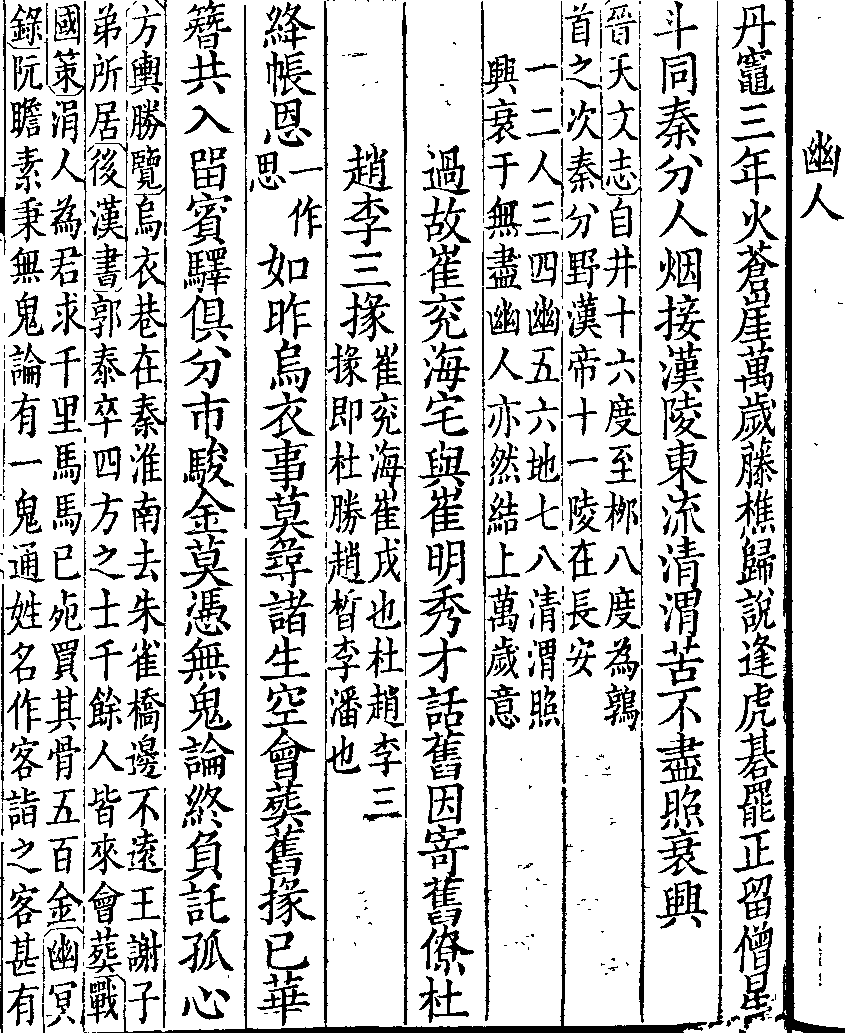 幽人
丹竈三年火蒼崖萬歲藤樵歸說逢虎棊罷正留僧星
斗同秦分人烟接漢陵東流清渭苦不盡照衰興
晉天文志自井十六度至桞八度為鶉
首之次秦分野漢帝十一陵在長安
一二人三四幽五六地七八清渭照
興衰于無盡幽人亦然結上萬歲意
過故崔兖海宅與崔明秀才話舊因寄舊僚杜
趙李三掾
崔兖海崔戎也杜趙李三
掾即杜勝趙晳李潘也
絳帳恩
一作
思
如昨烏衣事莫尋諸生空會葬舊掾已華
簪共入留賓驛俱分市駿金莫憑無鬼論終負託孤心
方輿勝覽烏衣巷在秦淮南去朱雀橋邊不遠王謝子
弟所居後漢書郭泰卒四方之士千餘人皆來會葬戰
國策涓人為君求千里馬馬已死買其骨五百金幽冥
錄阮瞻素秉無鬼論有一鬼通姓名作客詣之客甚有